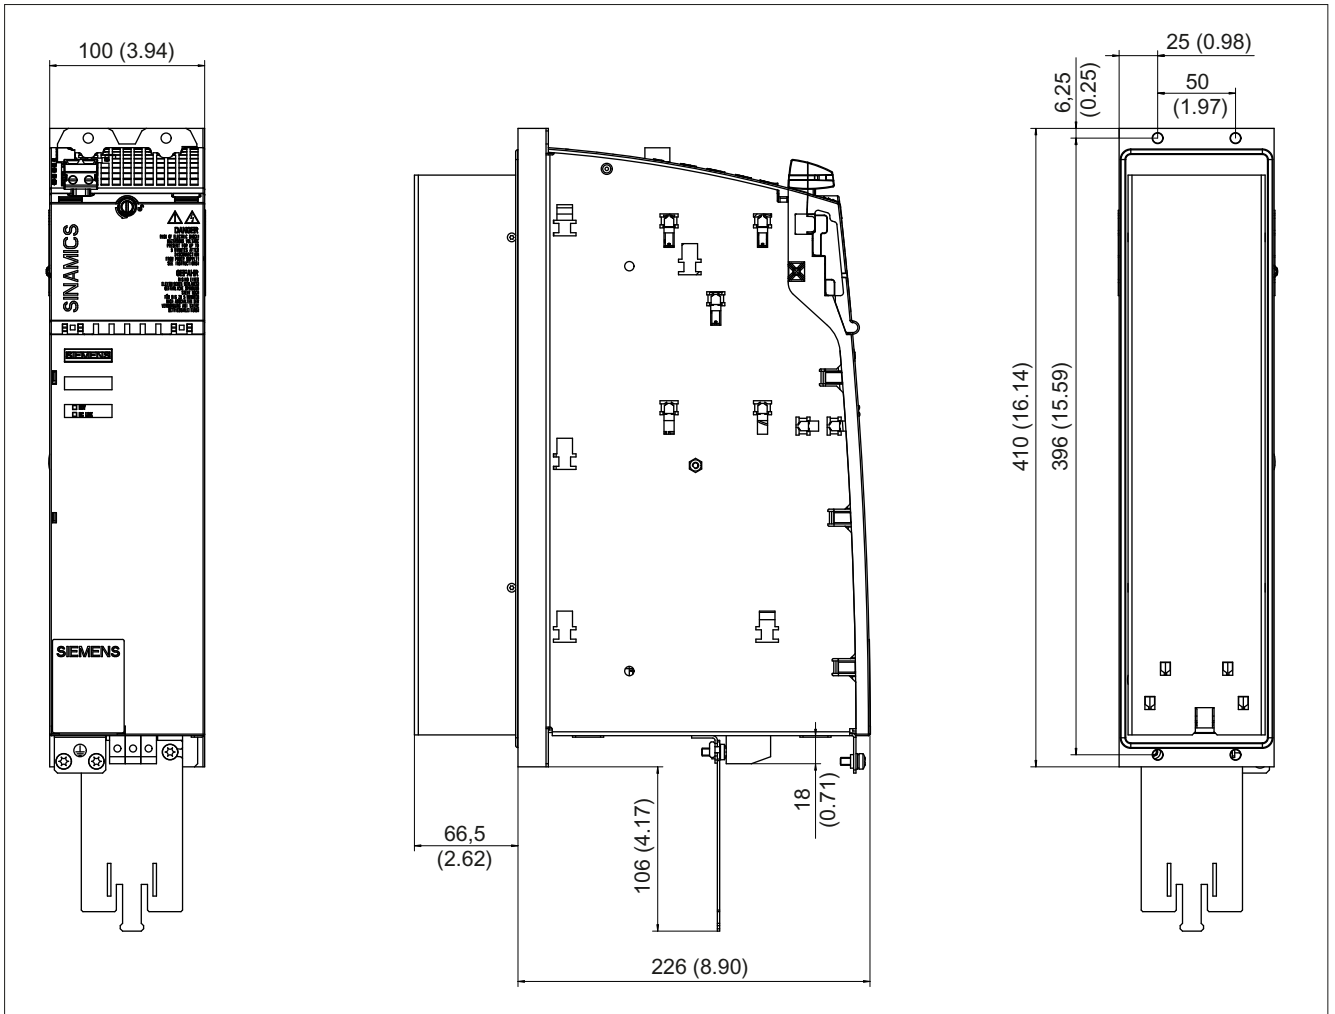 100 (3.94)
25 (0.98)
6,25
(0.25)
50
(1.97)
SINAMICS
DANGER
GEFAHR
SIEMENS
410 (16.14)
396 (15.59)
SIEMENS
66,5
(2.62)
106 (4.17)
18
(0.71)
226 (8.90)